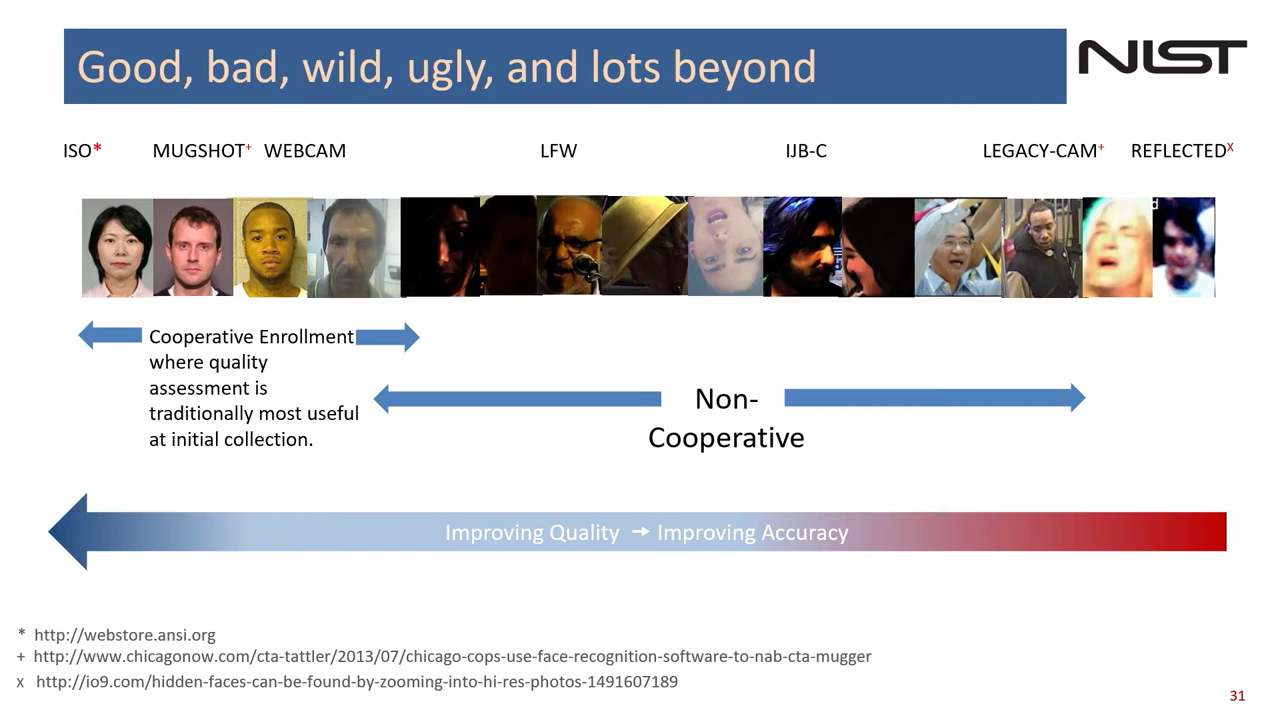 Good, bad, wild, ugly, and lots beyond
NIST
ISO* MUGSHOT+ WEBCAM LFW IJB-C LEGACY-CAM+ REFLECTEDX
Cooperative Enrollment
where quality
assessment is
traditionally most useful
at initial collection.
Non-
Cooperative
Improving Quality → Improving Accuracy
* http://webstore.ansi.org
+ http://www.chicagonow.com/cta-tattler/2013/07/chicago-cops-use-face-recognition-software-to-nab-cta-mugger
x http://io9.com/hidden-faces-can-be-found-by-zooming-into-hi-res-photos-1491607189
31